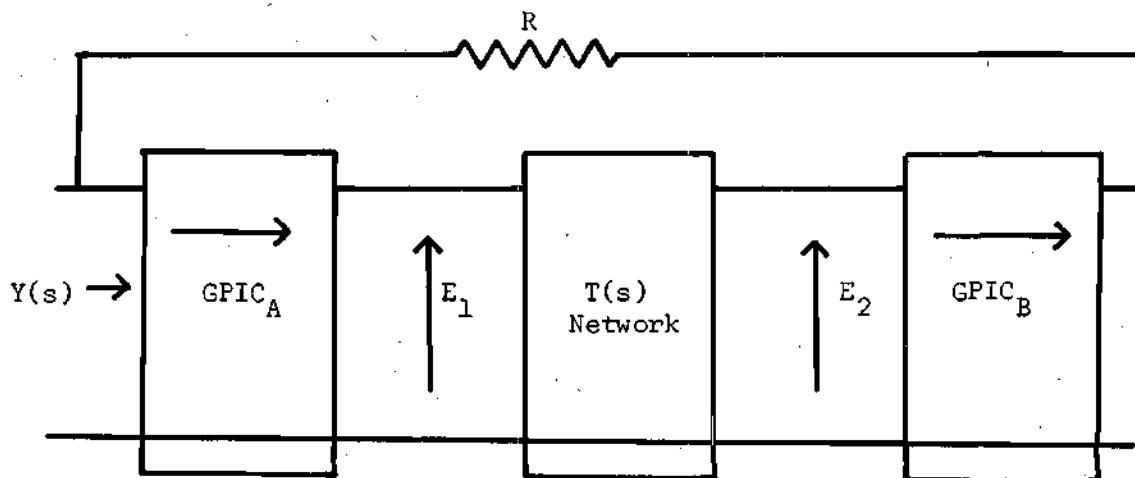 R
Y(s)
GPIC_A
E_1
T(s)
Network
E_2
GPIC_B